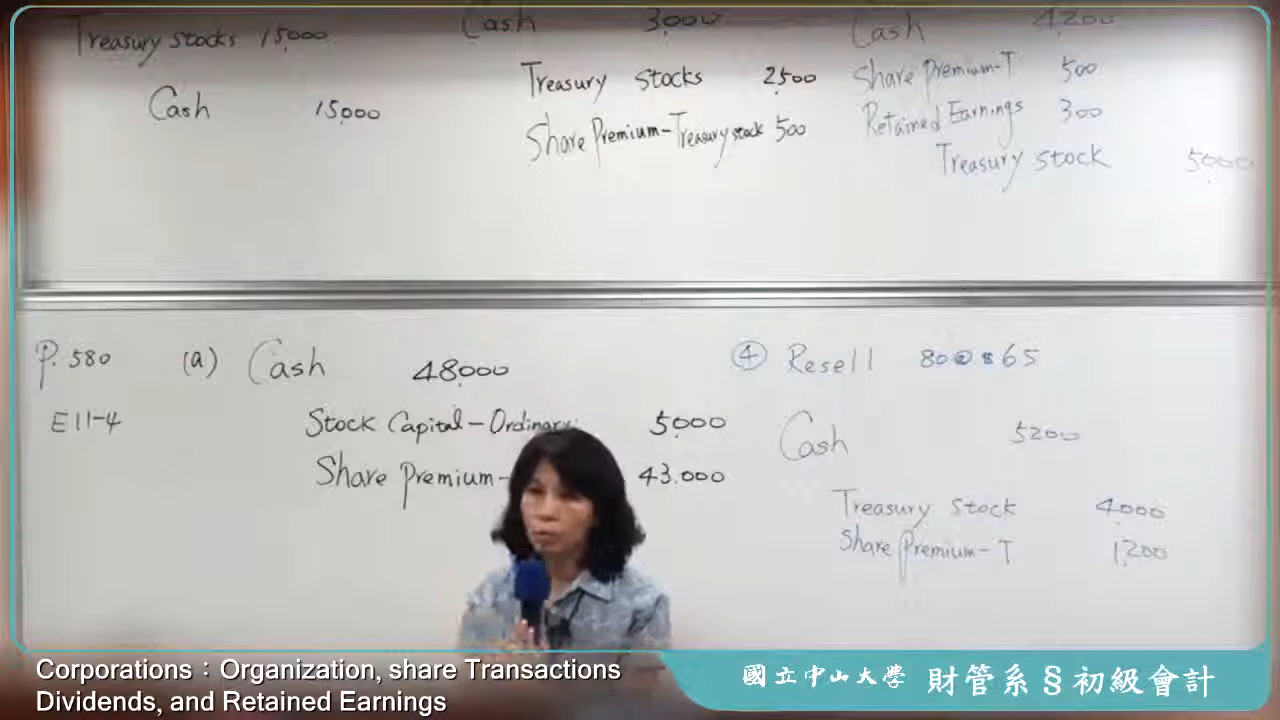 Treasury stocks 15,000
Cash 15,000
Cash 3,000
Treasury stocks 2,500
Share Premium-Treasury stock 500
Cash 4,200
Share Premium-T 500
Retained Earnings 300
Treasury stock 5,000
P.580 (a) Cash 48,000
E11-4
Stock Capital-Ordinary 5,000
Share Premium- 43,000
④ Resell 80@$65
Cash 5200
Treasury stock 4,000
Share Premium-T 1,200
Corporations：Organization, share Transactions
Dividends, and Retained Earnings
國立中山大學 財管系§初級會計